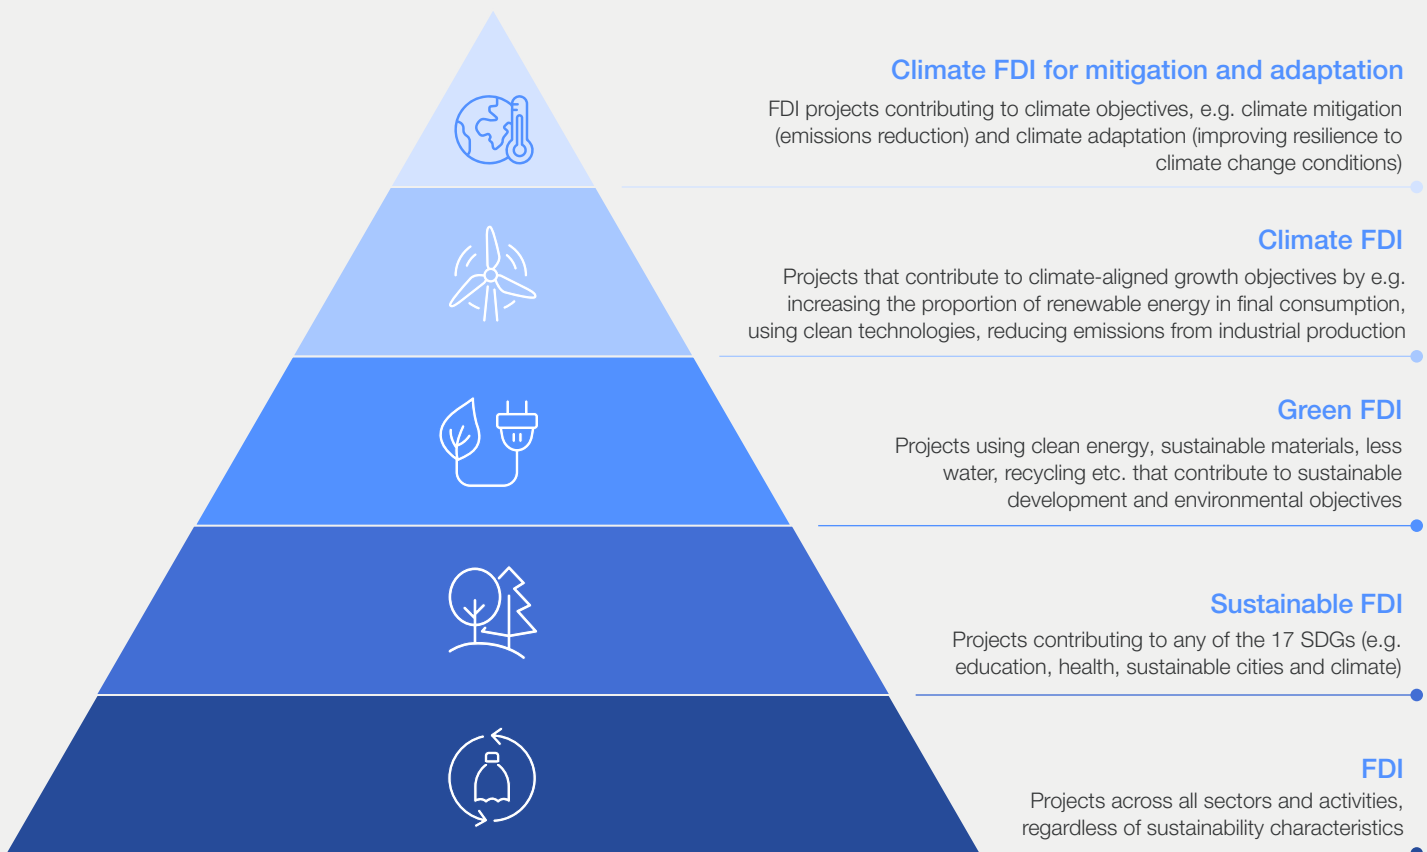 Climate FDI for mitigation and adaptation
FDI projects contributing to climate objectives, e.g. climate mitigation
(emissions reduction) and climate adaptation (improving resilience to
climate change conditions)
Climate FDI
Projects that contribute to climate-aligned growth objectives by e.g.
increasing the proportion of renewable energy in final consumption,
using clean technologies, reducing emissions from industrial production
Green FDI
Projects using clean energy, sustainable materials, less
water, recycling etc. that contribute to sustainable
development and environmental objectives
Sustainable FDI
Projects contributing to any of the 17 SDGs (e.g.
education, health, sustainable cities and climate)
FDI
Projects across all sectors and activities,
regardless of sustainability characteristics